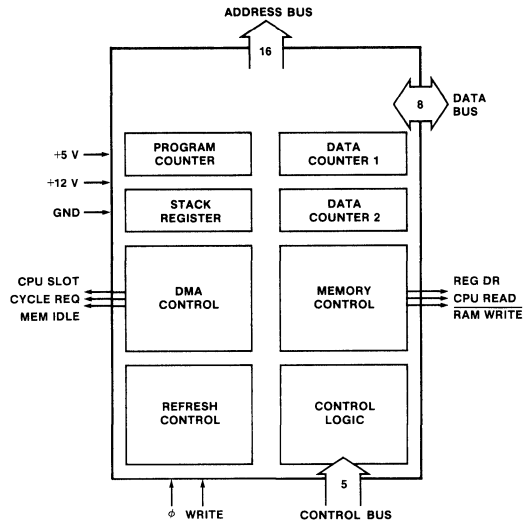 ADDRESS BUS
16
8
DATA
BUS
+5 V
+12 V
GND
PROGRAM
COUNTER
DATA
COUNTER 1
STACK
REGISTER
DATA
COUNTER 2
CPU SLOT
CYCLE REQ
MEM IDLE
DMA
CONTROL
MEMORY
CONTROL
REG DR
CPU READ
RAM WRITE
REFRESH
CONTROL
CONTROL
LOGIC
5
ϕ WRITE
CONTROL BUS